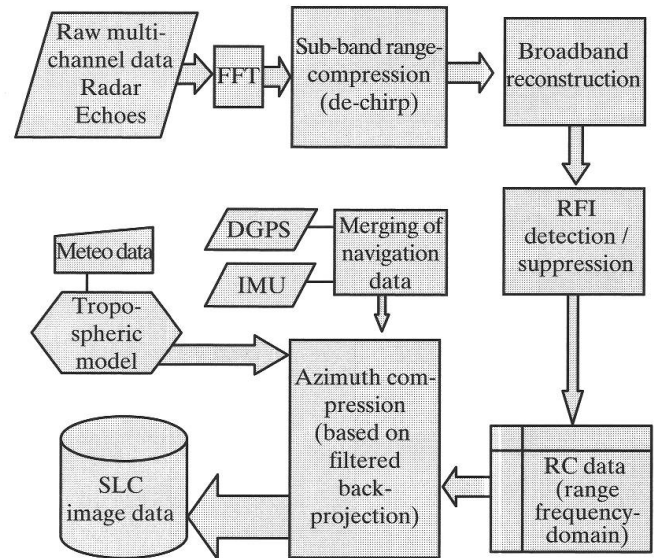 Raw multi-
channel data
Radar
Echoes
FFT
Sub-band range-
compression
(de-chirp)
Broadband
reconstruction
RFI
detection /
suppression
DGPS
IMU
Merging of
navigation
data
Meteo data
Tropo-
spheric
model
Azimuth com-
pression
(based on
filtered
back-
projection)
RC data
(range
frequency-
domain)
SLC
image data